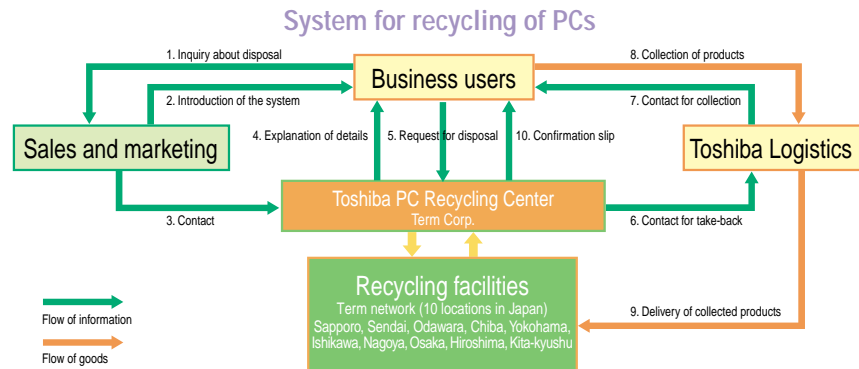 System for recycling of PCs
1. Inquiry about disposal
8. Collection of products
Business users
2. Introduction of the system
7. Contact for collection
4. Explanation of details
5. Request for disposal
10. Confirmation slip
Sales and marketing
Toshiba Logistics
Toshiba PC Recycling Center
Term Corp.
3. Contact
6. Contact for take-back
Recycling facilities
Term network (10 locations in Japan)
Sapporo, Sendai, Odawara, Chiba, Yokohama,
Ishikawa, Nagoya, Osaka, Hiroshima, Kita-kyushu
9. Delivery of collected products
Flow of information
Flow of goods